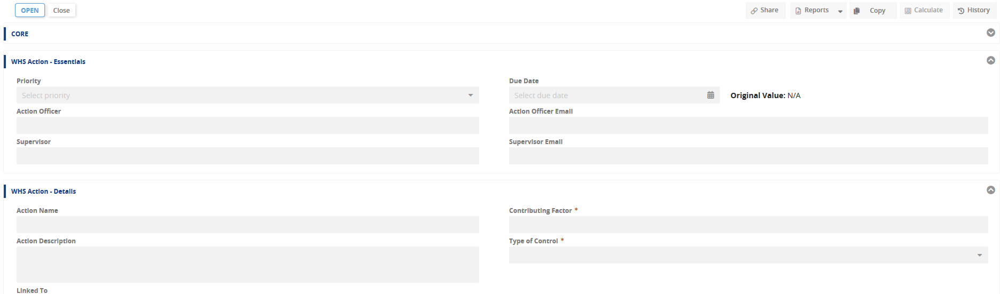 OPEN Close Share Reports Copy Calculate History
CORE
WHS Action - Essentials
Priority Due Date
Select priority Select due date Original Value: N/A
Action Officer Action Officer Email
Supervisor Supervisor Email
WHS Action - Details
Action Name Contributing Factor *
Action Description Type of Control *
Linked To